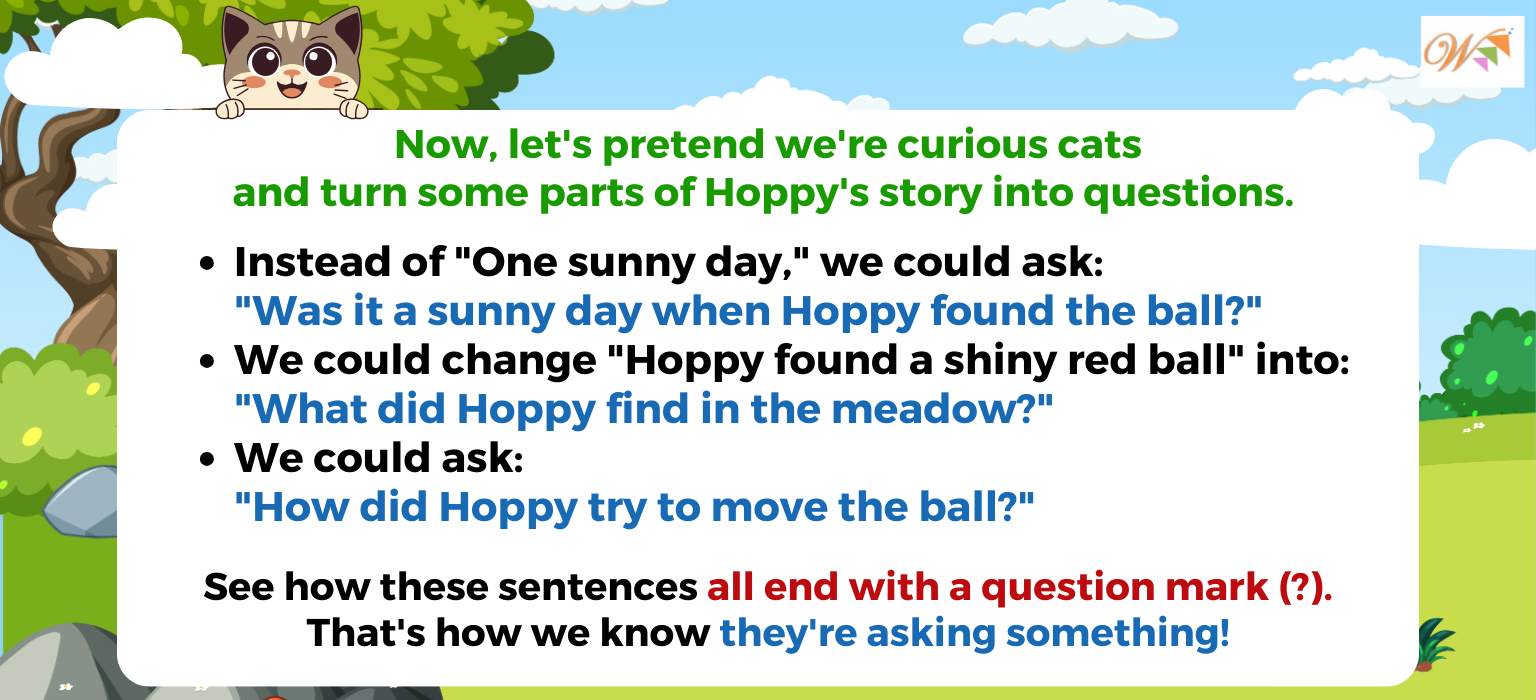 W
Now, let's pretend we're curious cats
and turn some parts of Hoppy's story into questions.
• Instead of "One sunny day," we could ask:
"Was it a sunny day when Hoppy found the ball?"
• We could change "Hoppy found a shiny red ball" into:
"What did Hoppy find in the meadow?"
• We could ask:
"How did Hoppy try to move the ball?"
See how these sentences all end with a question mark (?).
That's how we know they're asking something!